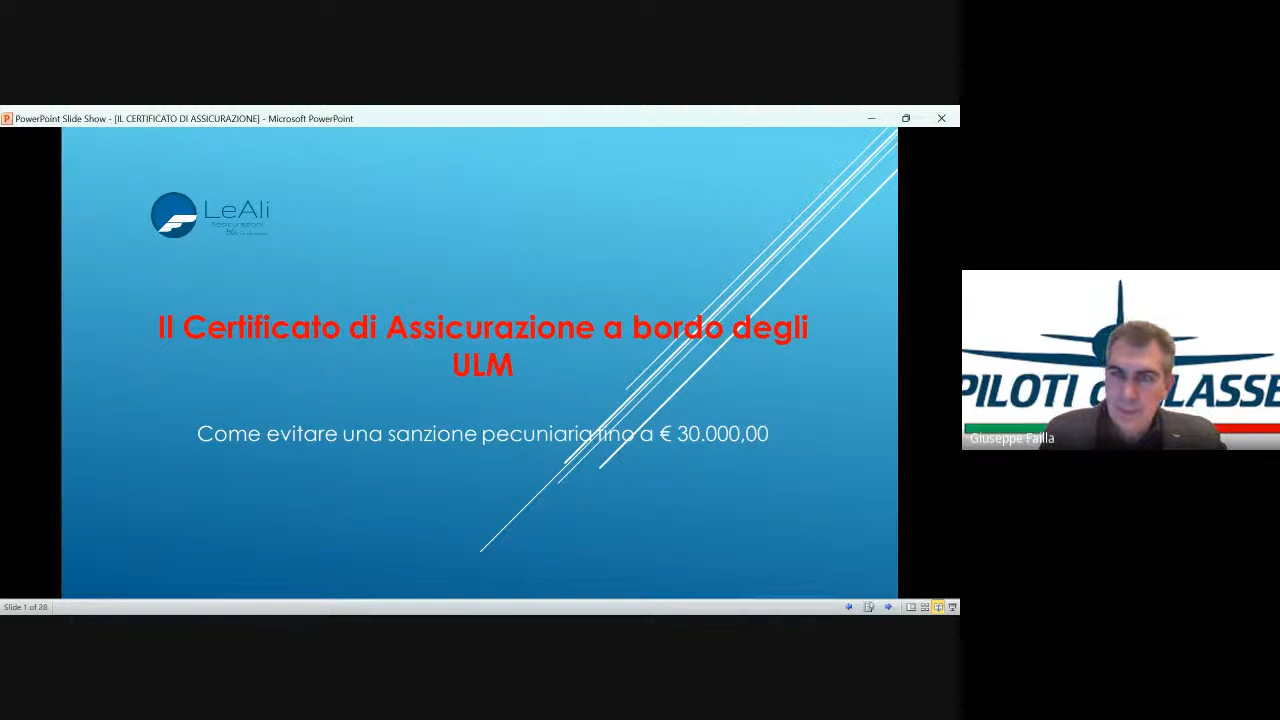 PowerPoint Slide Show - [IL CERTIFICATO DI ASSICURAZIONE] - Microsoft PowerPoint
LeAli
Assicurazioni
Il Certificato di Assicurazione a bordo degli
ULM
Come evitare una sanzione pecuniaria fino a € 30.000,00
PILOTI LASSE
Giuseppe Failla
Slide 1 of 28